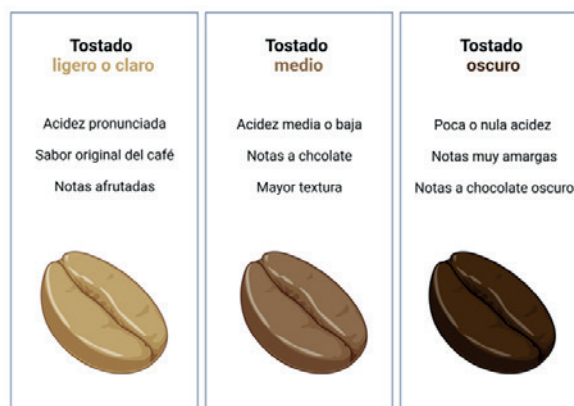 Tostado
ligero o claro
Acidez pronunciada
Sabor original del café
Notas afrutadas
Tostado
medio
Acidez media o baja
Notas a chcolate
Mayor textura
Tostado
oscuro
Poca o nula acidez
Notas muy amargas
Notas a chocolate oscuro